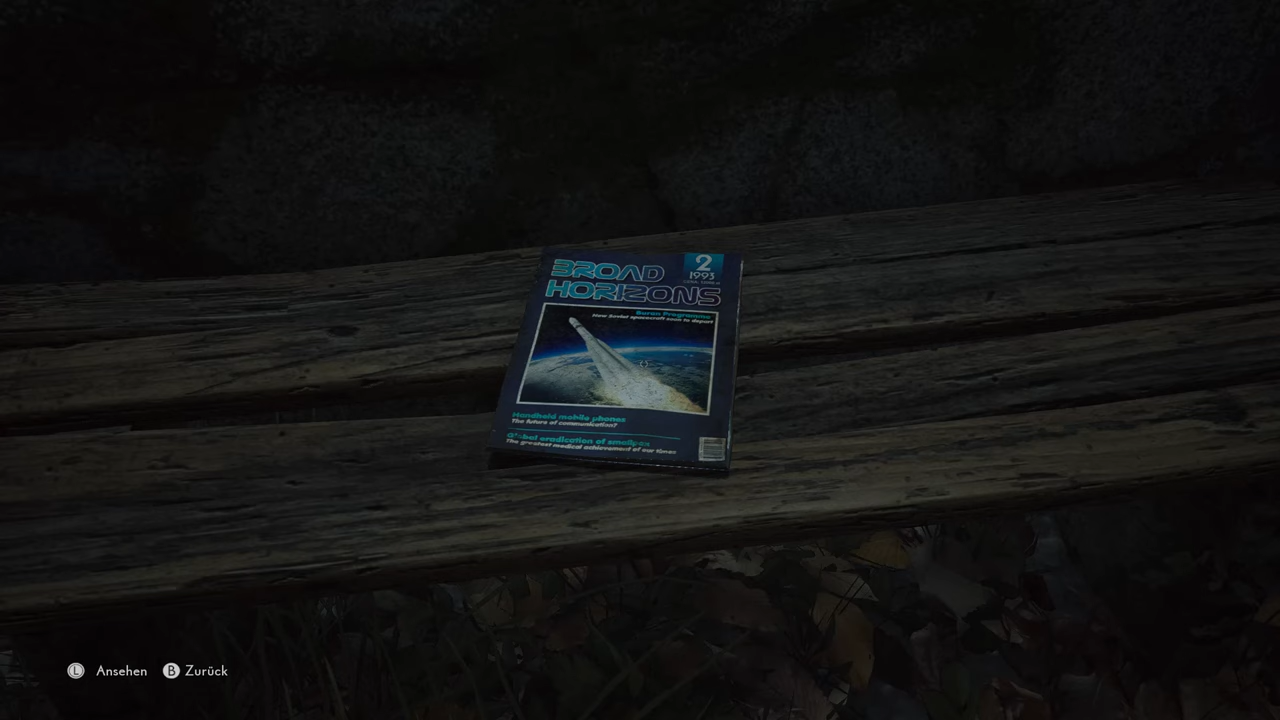 BROAD
HORIZONS
2
1993
Buran Programme
New Soviet spacecraft soon to depart
Handheld mobile phones
The future of communication?
Global eradication of smallpox
The greatest medical achievement of our times
L Ansehen B Zurück